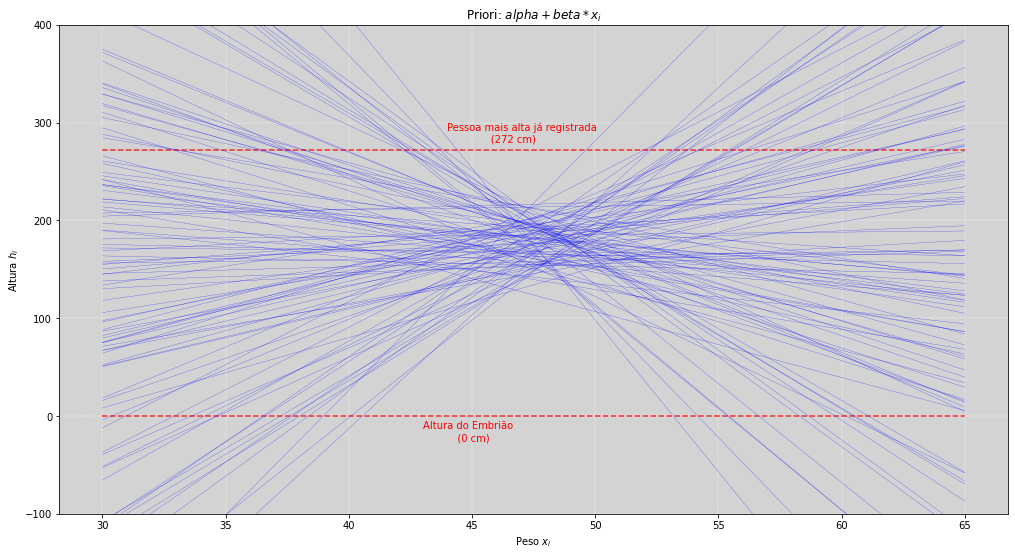 Priori: alpha + beta * x_i
400
300
200
100
0
−100
Altura h_i
Pessoa mais alta já registrada
(272 cm)
Altura do Embrião
(0 cm)
30 35 40 45 50 55 60 65
Peso x_i